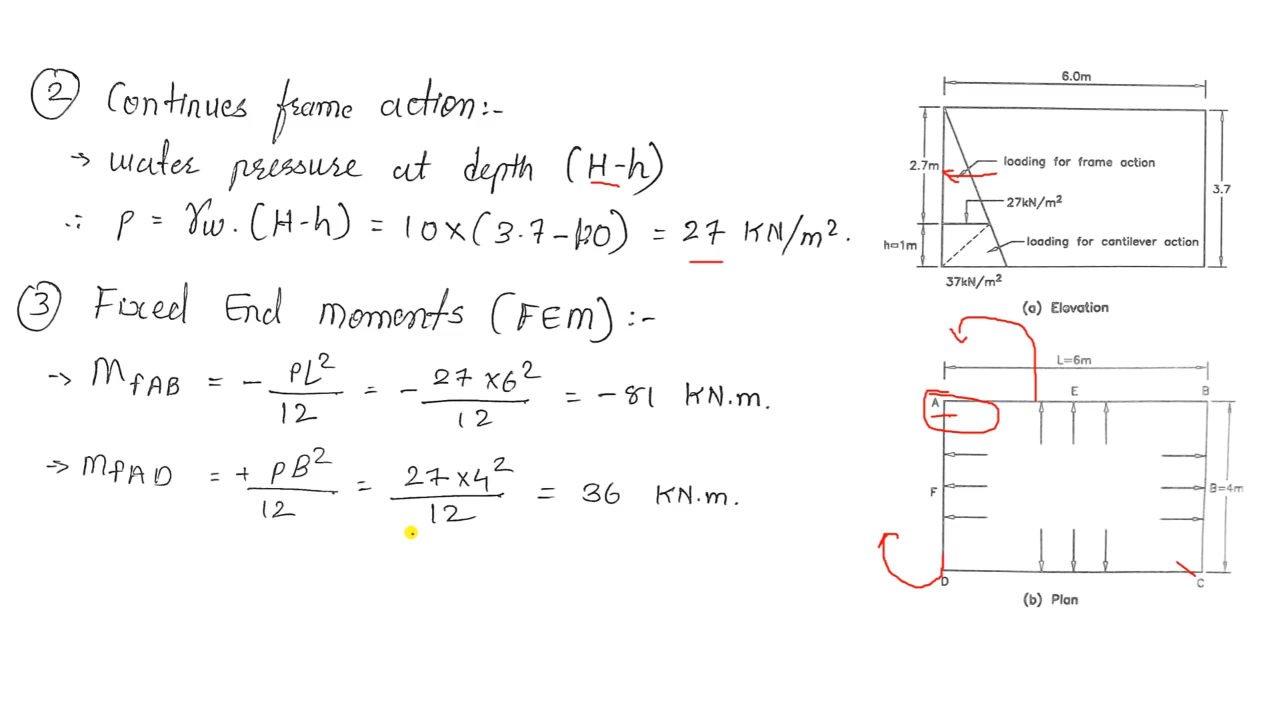 ② Continues frame action:-
→ water pressure at depth (H-h)
∴ P = γw. (H-h) = 10×(3.7-1.0) = 27 KN/m².
③ Fixed End moments (FEM) :-
→ MfAB = - PL²/12 = - 27×6²/12 = -81 KN.m.
→ MfAD = + PB²/12 = 27×4²/12 = 36 KN.m.
6.0m
2.7m
loading for frame action
3.7
27kN/m²
h=1m
loading for cantilever action
37kN/m²
(a) Elevation
L=6m
A E B
F
B=4m
D C
(b) Plan